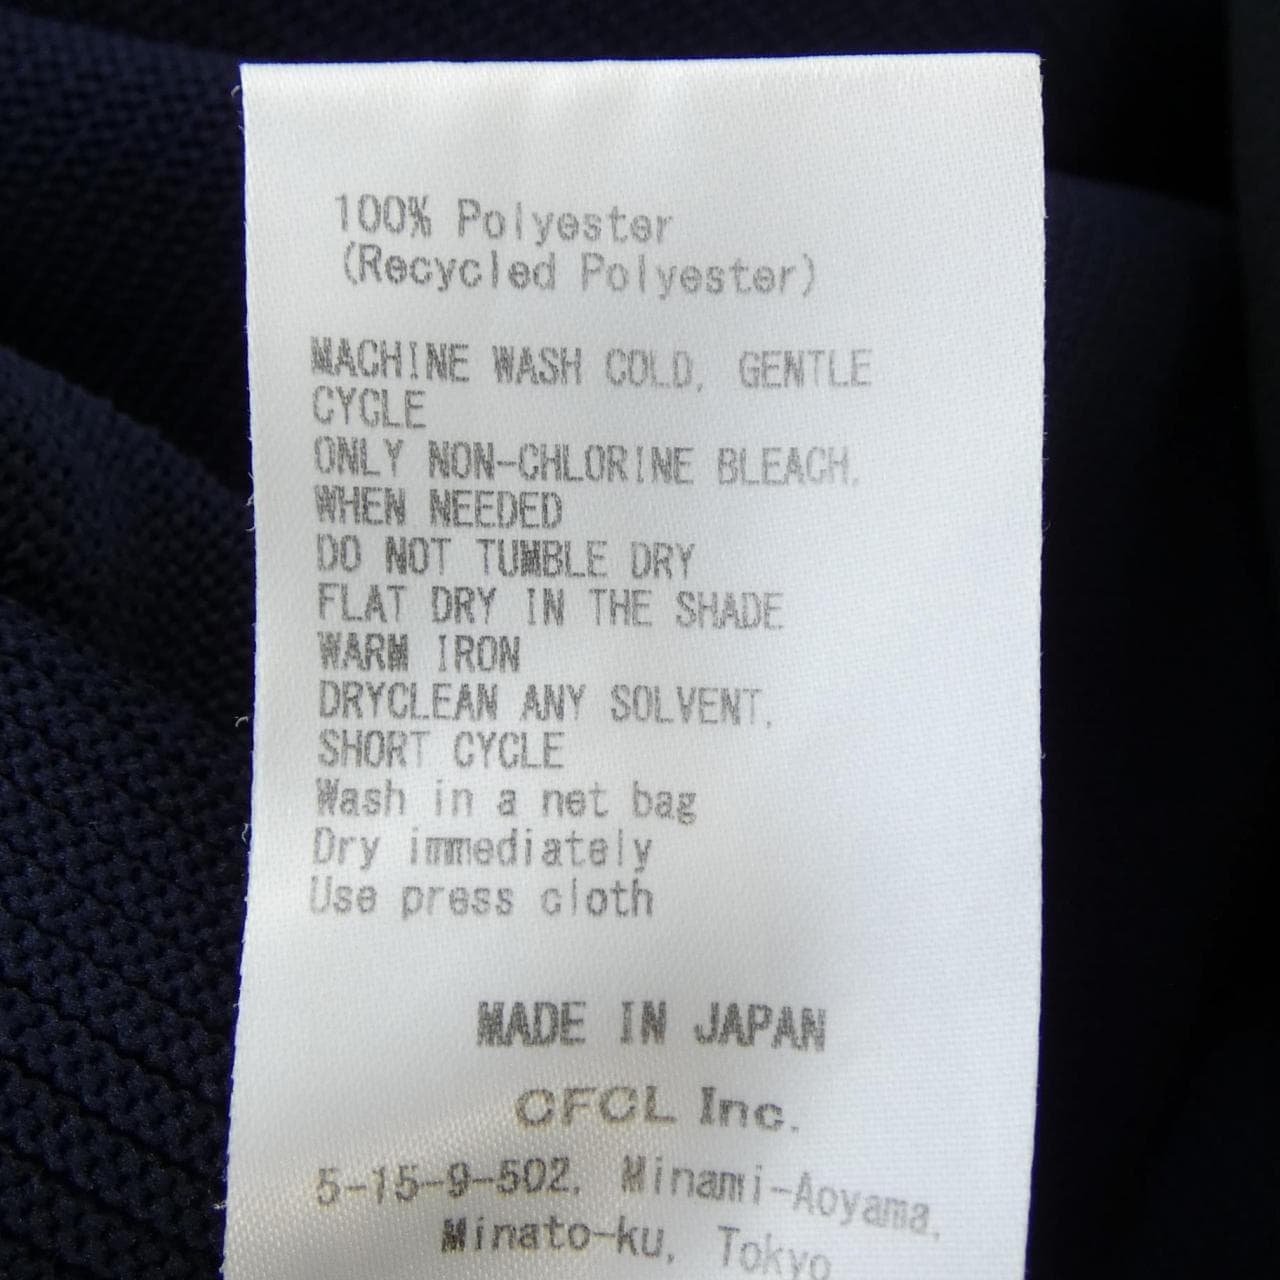 100% Polyester
(Recycled Polyester)
MACHINE WASH COLD, GENTLE
CYCLE
ONLY NON-CHLORINE BLEACH,
WHEN NEEDED
DO NOT TUMBLE DRY
FLAT DRY IN THE SHADE
WARM IRON
DRYCLEAN ANY SOLVENT,
SHORT CYCLE
Wash in a net bag
Dry immediately
Use press cloth
MADE IN JAPAN
CFCL Inc.
5-15-9-502, Minami-Aoyama,
Minato-ku, Tokyo